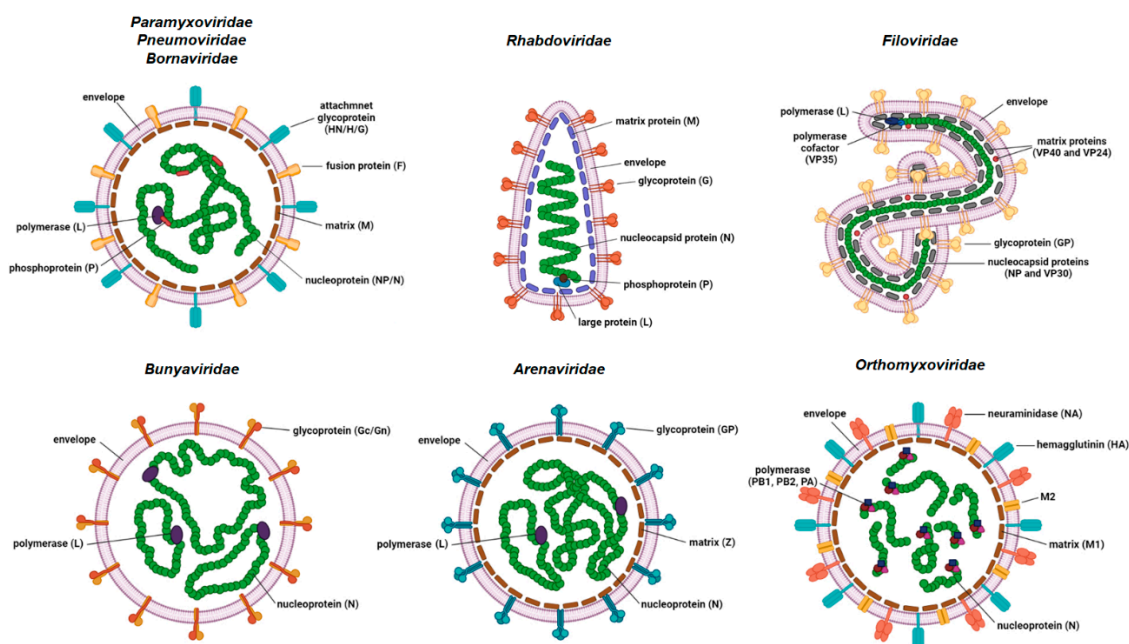 Paramyxoviridae
Pneumoviridae
Bornaviridae
envelope
attachmnet
glycoprotein
(HN/H/G)
fusion protein (F)
polymerase (L)
matrix (M)
phosphoprotein (P)
nucleoprotein (NP/N)
Rhabdoviridae
matrix protein (M)
envelope
glycoprotein (G)
nucleocapsid protein (N)
phosphoprotein (P)
large protein (L)
Filoviridae
polymerase (L)
envelope
polymerase
cofactor
(VP35)
matrix proteins
(VP40 and VP24)
glycoprotein (GP)
nucleocapsid proteins
(NP and VP30)
Bunyaviridae
envelope
glycoprotein (Gc/Gn)
polymerase (L)
nucleoprotein (N)
Arenaviridae
envelope
glycoprotein (GP)
polymerase (L)
matrix (Z)
nucleoprotein (N)
Orthomyxoviridae
envelope
neuraminidase (NA)
hemagglutinin (HA)
polymerase
(PB1, PB2, PA)
M2
matrix (M1)
nucleoprotein (N)